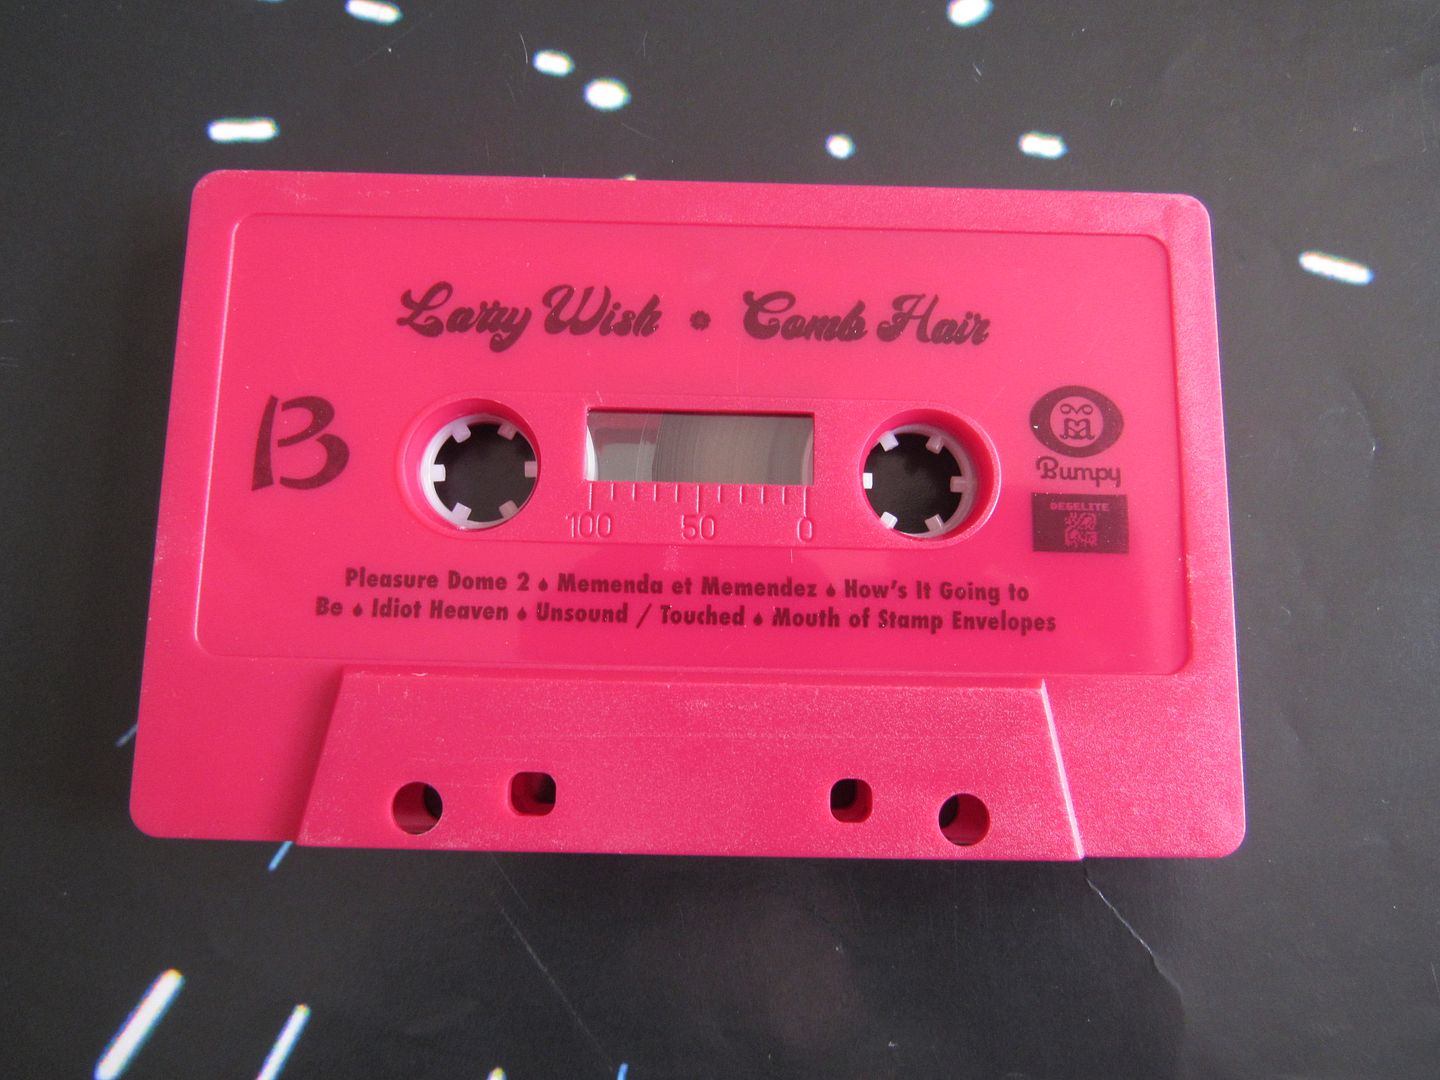 Larry Wish • Comb Hair
B
Bumpy
DEGELITE
100 50 0
Pleasure Dome 2 ♦ Memenda et Memendez ♦ How's It Going to
Be ♦ Idiot Heaven ♦ Unsound / Touched ♦ Mouth of Stamp Envelopes